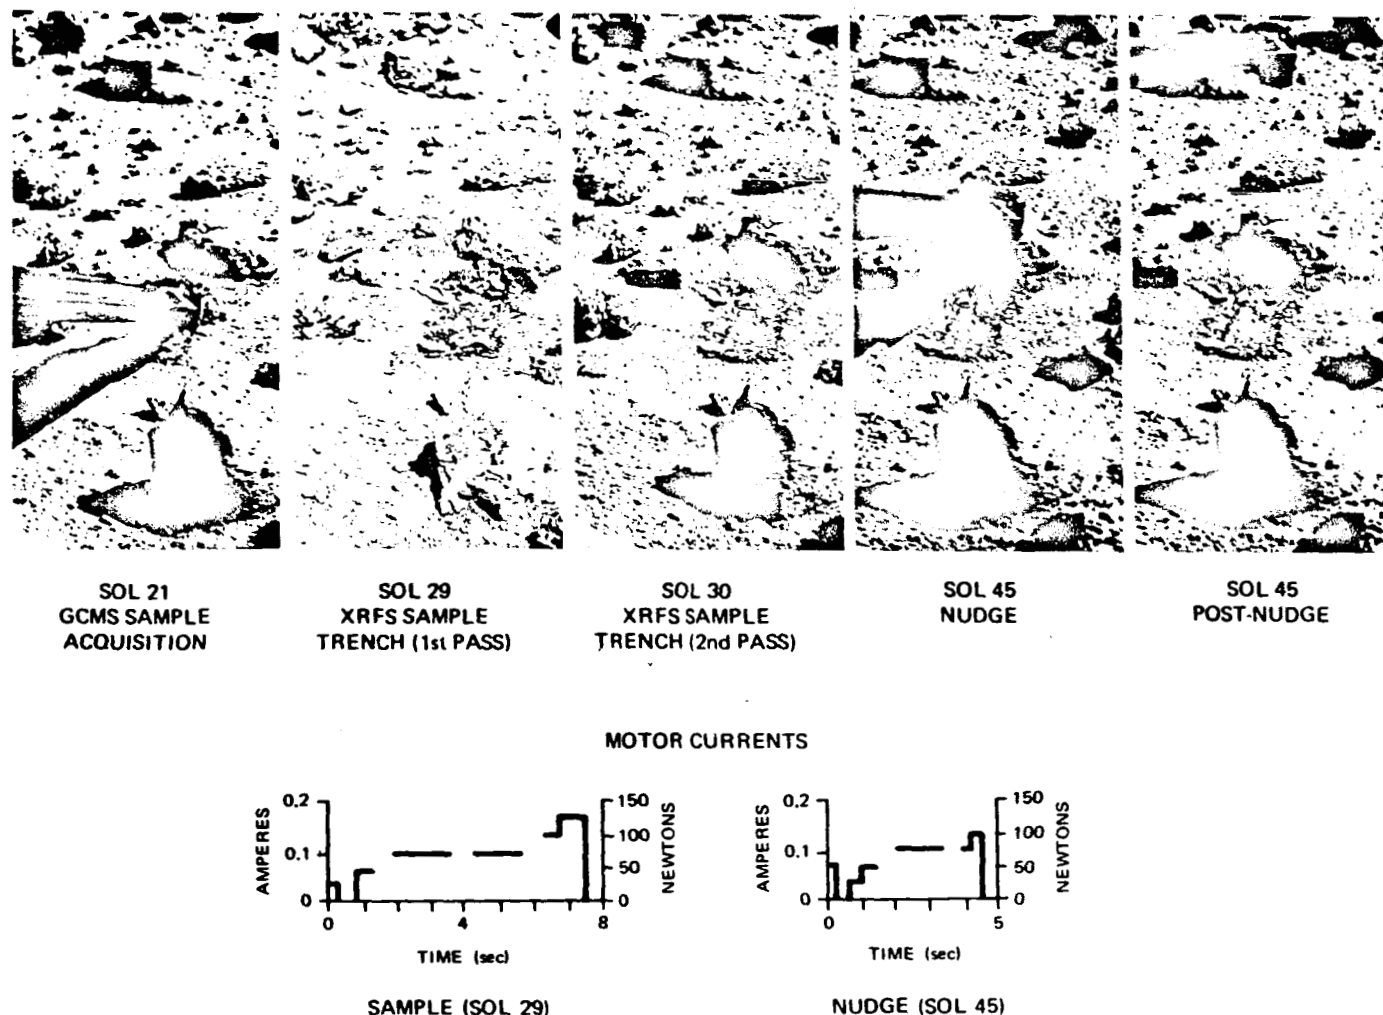 SOL 21
GCMS SAMPLE
ACQUISITION
SOL 29
XRFS SAMPLE
TRENCH (1st PASS)
SOL 30
XRFS SAMPLE
TRENCH (2nd PASS)
SOL 45
NUDGE
SOL 45
POST-NUDGE
MOTOR CURRENTS
AMPERES
0.2
0.1
0
150
100
50
0
NEWTONS
0 4 8
TIME (sec)
SAMPLE (SOL 29)
AMPERES
0.2
0.1
0
150
100
50
0
NEWTONS
0 5
TIME (sec)
NUDGE (SOL 45)